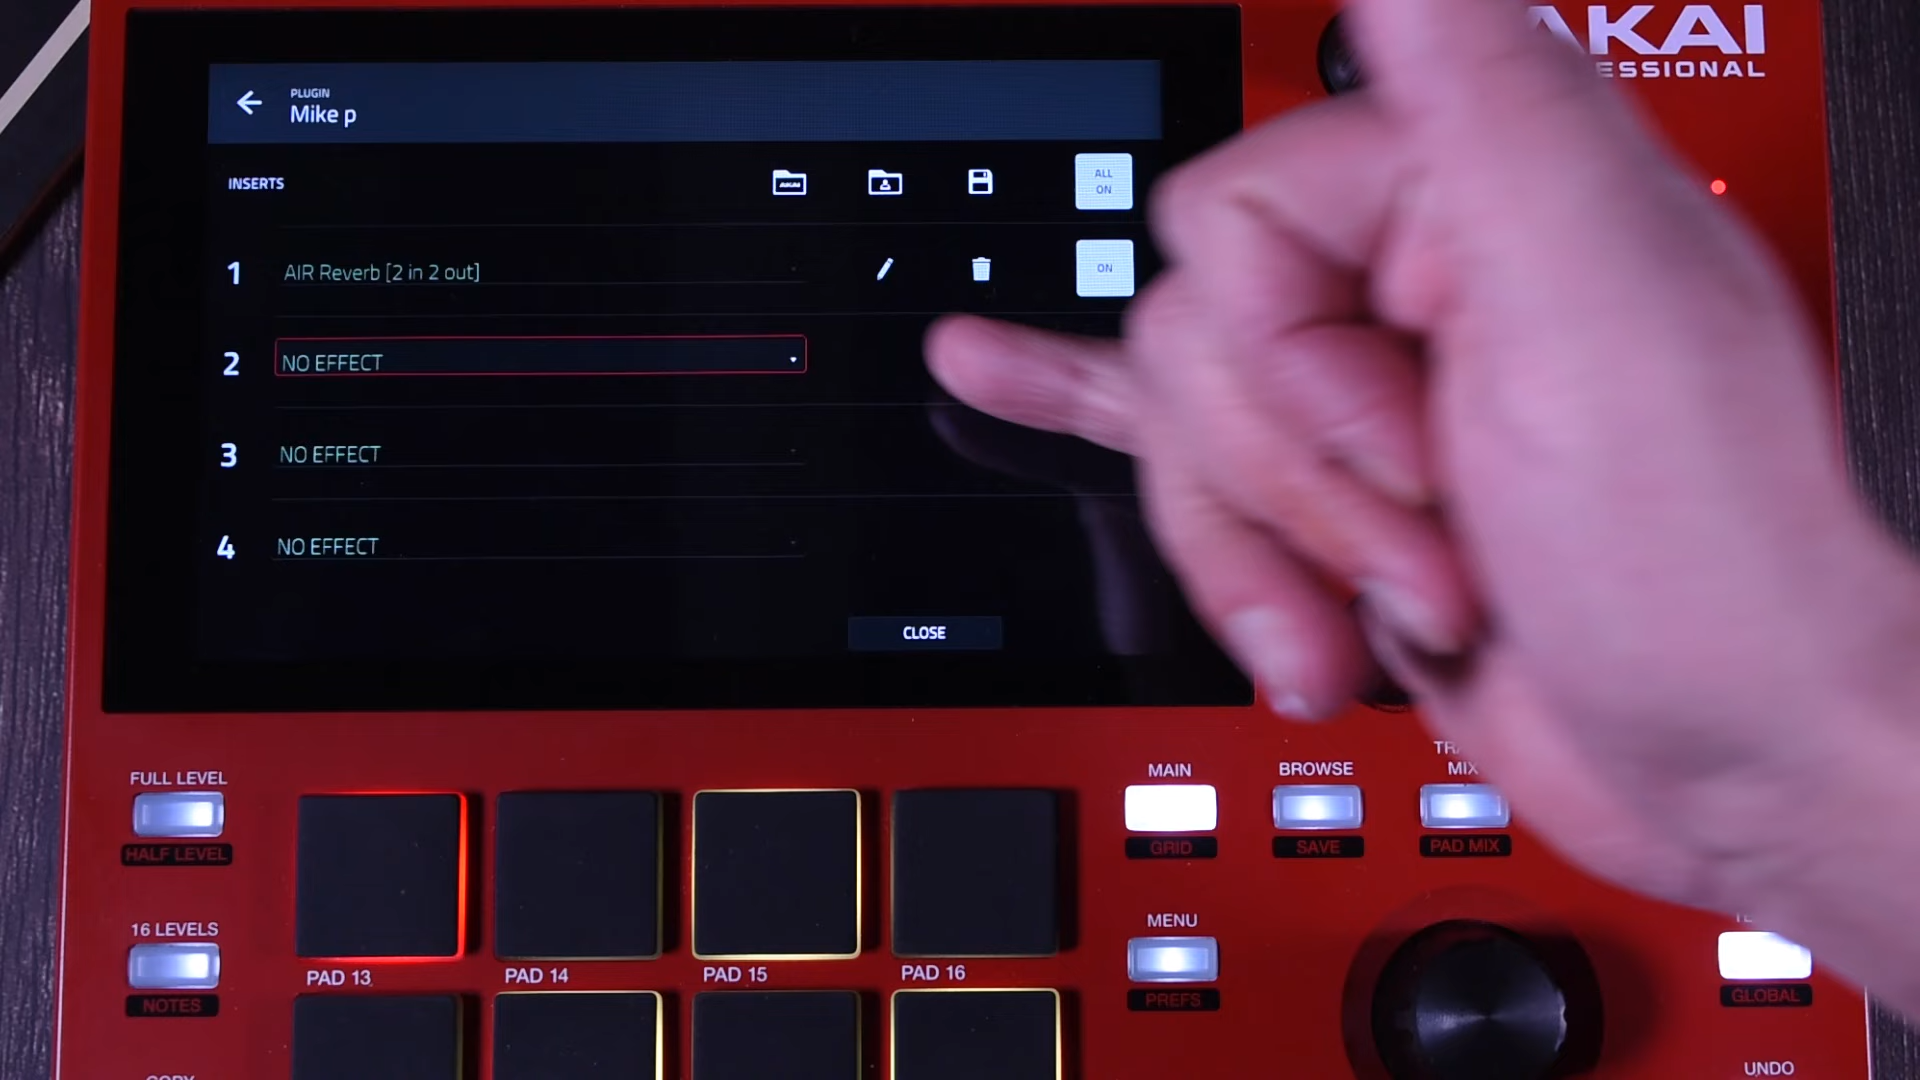 AKAI
ESSIONAL
PLUGIN
Mike p
INSERTS
AKAI
ALL
ON
1
AIR Reverb [2 in 2 out]
ON
2
NO EFFECT
3
NO EFFECT
4
NO EFFECT
CLOSE
FULL LEVEL
HALF LEVEL
MAIN
GRID
BROWSE
SAVE
MIX
PAD MIX
16 LEVELS
NOTES
PAD 13
PAD 14
PAD 15
PAD 16
MENU
PREFS
GLOBAL
COPY
UNDO